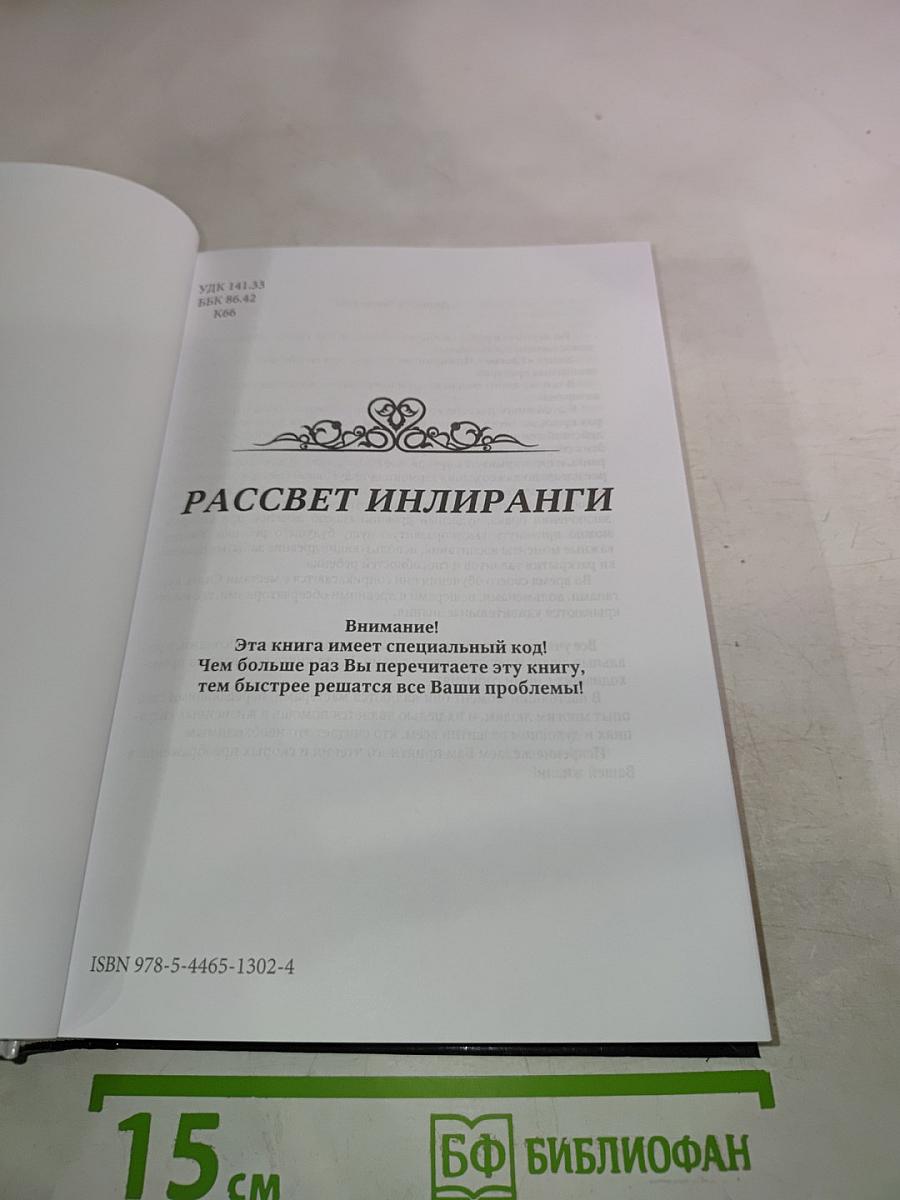 УДК 141.33
ББК 86.42
К66
РАССВЕТ ИНЛИРАНГИ
Внимание!
Эта книга имеет специальный код!
Чем больше раз Вы перечитаете эту книгу,
тем быстрее решатся все Ваши проблемы!
ISBN 978-5-4465-1302-4
15 см
БФ БИБЛИОФАН